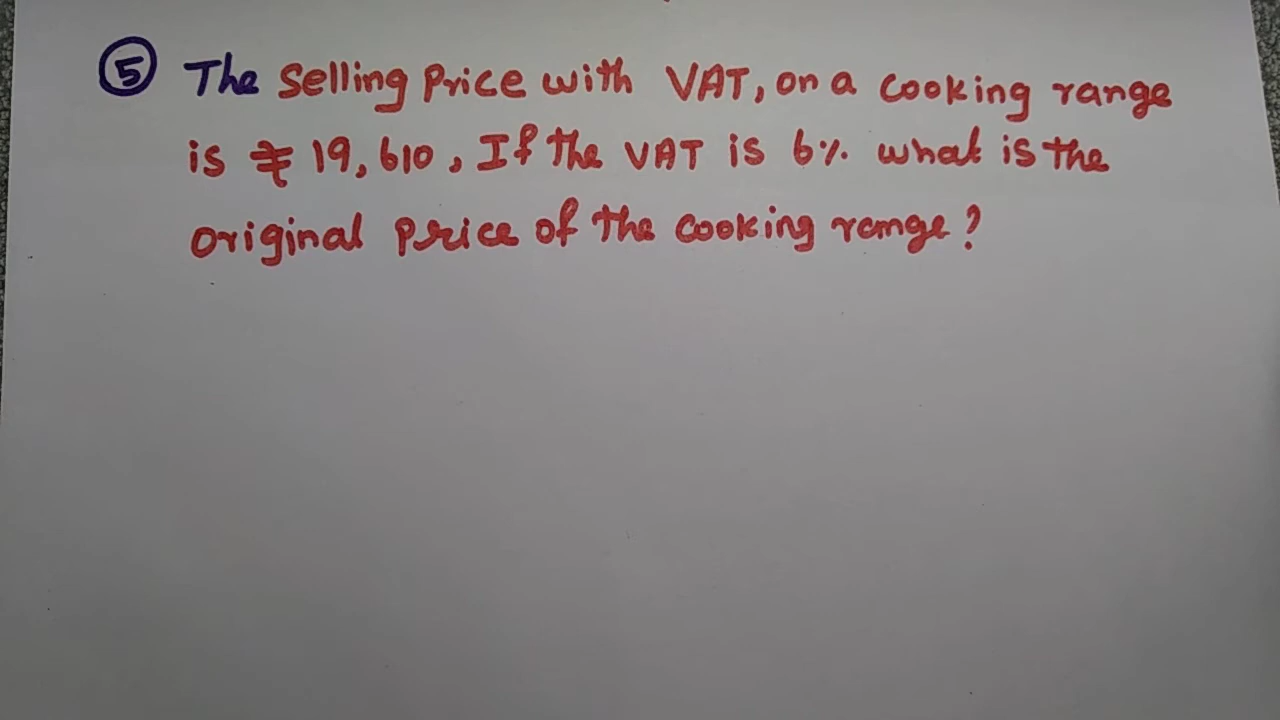 5 The Selling Price with VAT, on a cooking range
is ₹ 19,610, If the VAT is 6% what is the
original price of the cooking range?